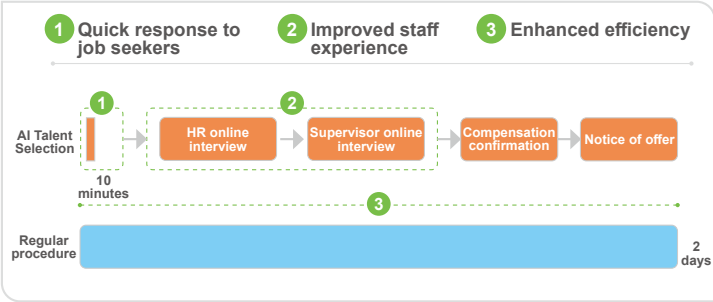 1 Quick response to
job seekers
2 Improved staff
experience
3 Enhanced efficiency
1
2
AI Talent
Selection
HR online
interview
Supervisor online
interview
Compensation
confirmation
Notice of offer
10
minutes
3
Regular
procedure
2
days